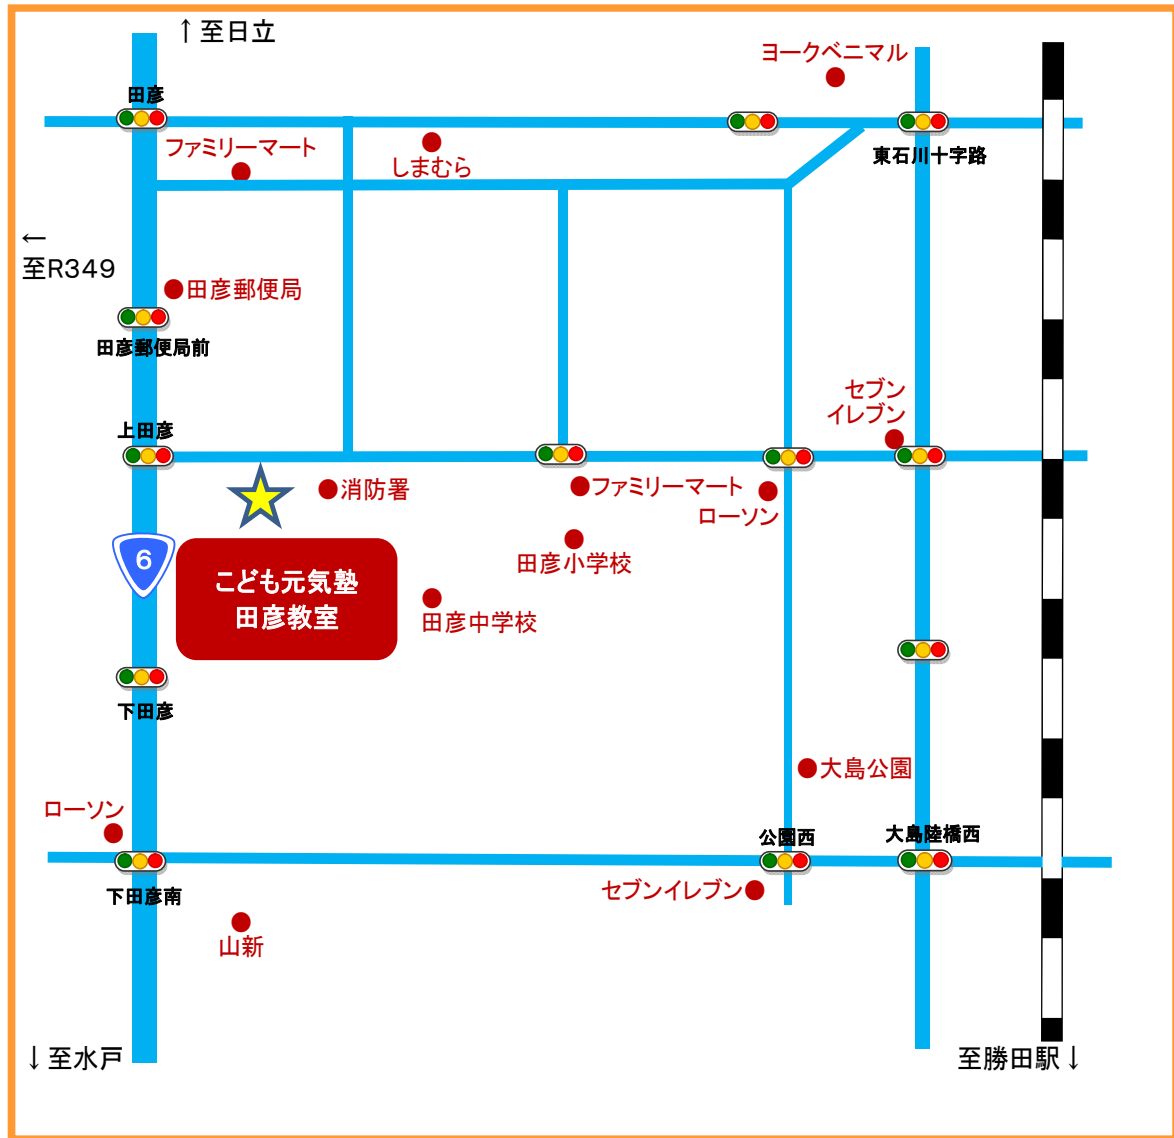 ↑至日立
ヨークベニマル
田彦
ファミリーマート
しまむら
東石川十字路
←
至R349
田彦郵便局
田彦郵便局前
セブン
イレブン
上田彦
消防署
ファミリーマート
ローソン
6
こども元気塾
田彦教室
田彦小学校
田彦中学校
下田彦
大島公園
ローソン
公園西
大島陸橋西
下田彦南
セブンイレブン
山新
↓至水戸
至勝田駅↓